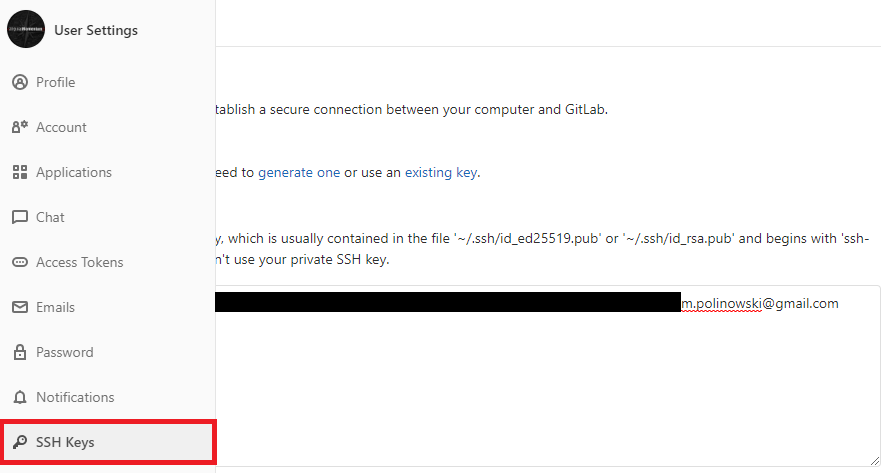 User Settings
Profile
Account
Applications
Chat
Access Tokens
Emails
Password
Notifications
SSH Keys
tablish a secure connection between your computer and GitLab.
eed to generate one or use an existing key.
y, which is usually contained in the file '~/.ssh/id_ed25519.pub' or '~/.ssh/id_rsa.pub' and begins with 'ssh-
n't use your private SSH key.
m.polinowski@gmail.com